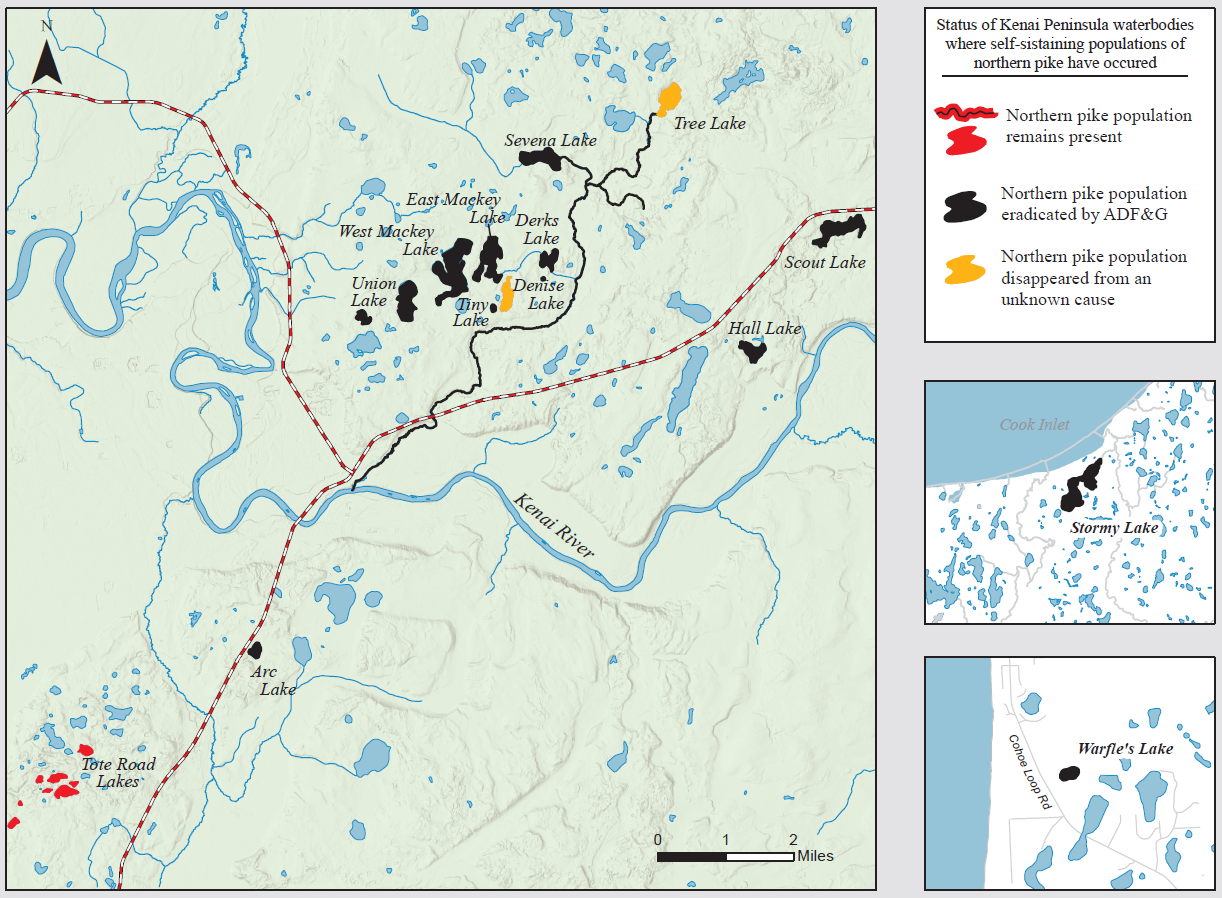 N
Tree Lake
Sevena Lake
East Mackey
Lake
Derks
Lake
West Mackey
Lake
Scout Lake
Union
Lake
Denise
Lake
Tiny
Lake
Hall Lake
Kenai River
Arc
Lake
Tote Road
Lakes
0 1 2
Miles
Status of Kenai Peninsula waterbodies
where self-sistaining populations of
northern pike have occured
Northern pike population
remains present
Northern pike population
eradicated by ADF&G
Northern pike population
disappeared from an
unknown cause
Cook Inlet
Stormy Lake
Warfle's Lake
Cohoe Loop Rd